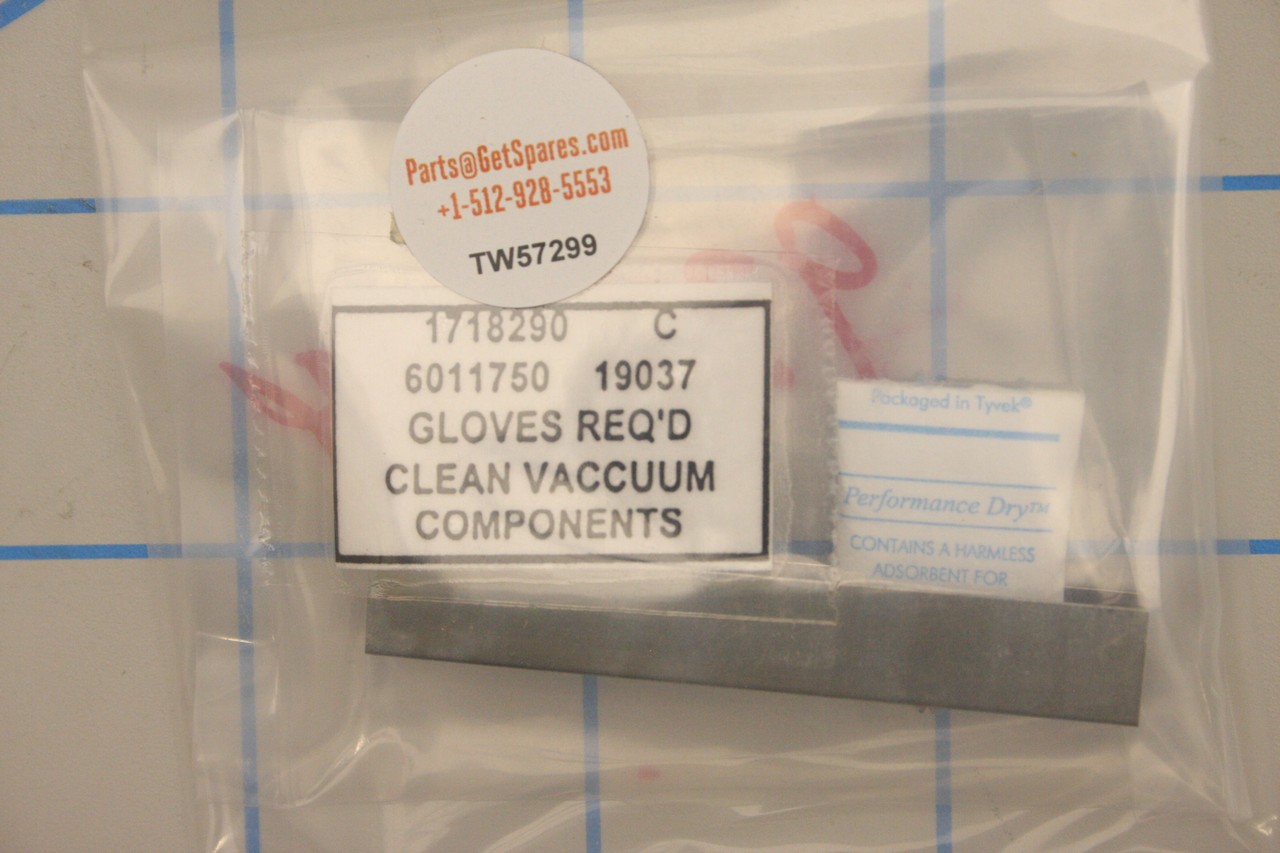 Parts@GetSpares.com
+1-512-928-5553
TW57299
1718290 C
6011750 19037
GLOVES REQ'D
CLEAN VACCUUM
COMPONENTS
Packaged in Tyvek®
Performance Dry™
CONTAINS A HARMLESS
ADSORBENT FOR